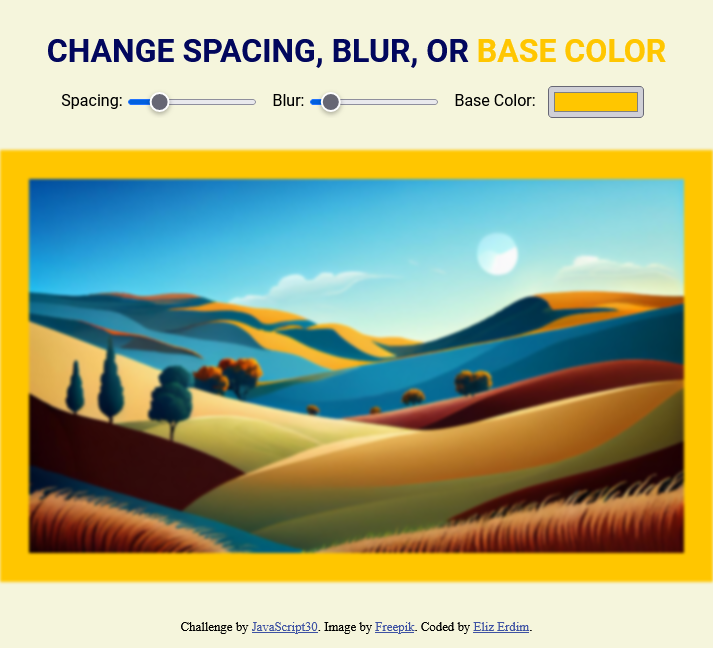 CHANGE SPACING, BLUR, OR BASE COLOR
Spacing: Blur: Base Color:
Challenge by JavaScript30. Image by Freepik. Coded by Eliz Erdim.